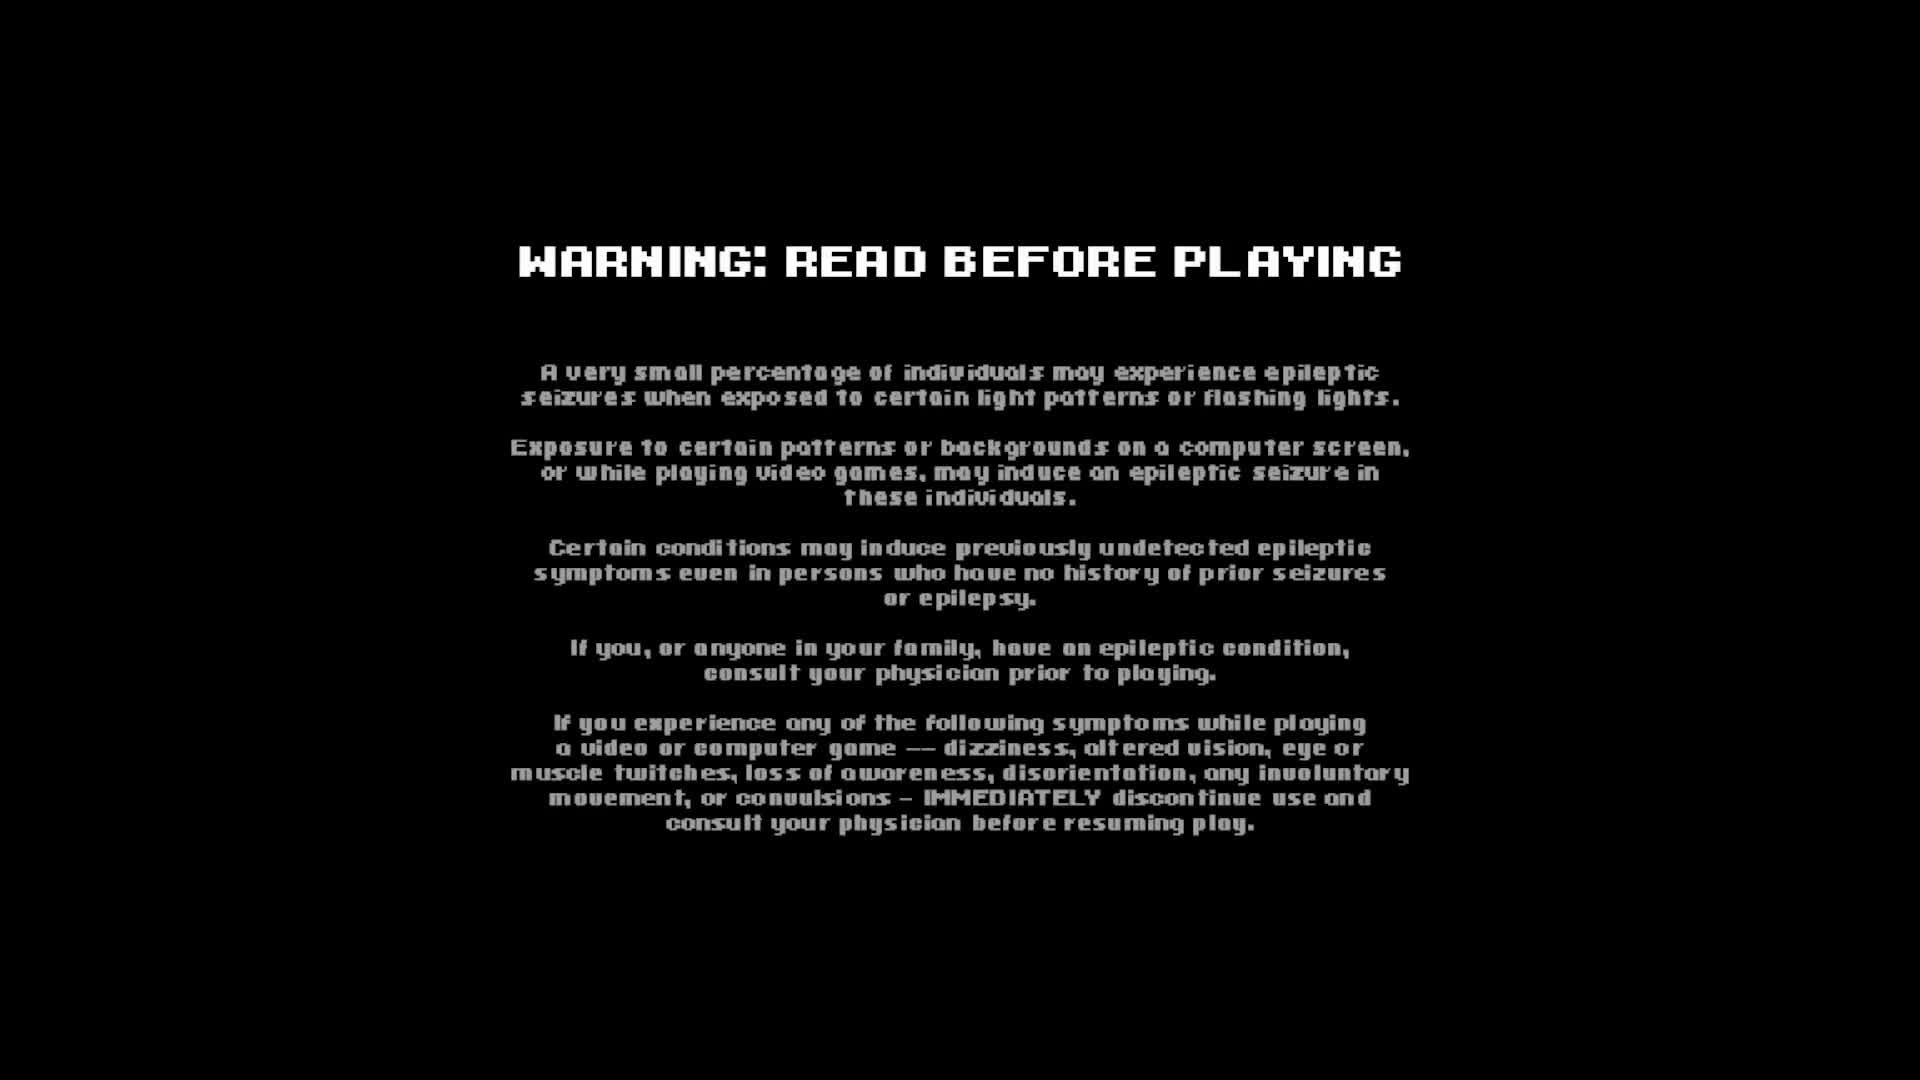 WARNING: READ BEFORE PLAYING
A very small percentage of individuals may experience epileptic
seizures when exposed to certain light patterns or flashing lights.
Exposure to certain patterns or backgrounds on a computer screen,
or while playing video games, may induce an epileptic seizure in
these individuals.
Certain conditions may induce previously undetected epileptic
symptoms even in persons who have no history of prior seizures
or epilepsy.
If you, or anyone in your family, have an epileptic condition,
consult your physician prior to playing.
If you experience any of the following symptoms while playing
a video or computer game -- dizziness, altered vision, eye or
muscle twitches, loss of awareness, disorientation, any involuntary
movement, or convulsions - IMMEDIATELY discontinue use and
consult your physician before resuming play.